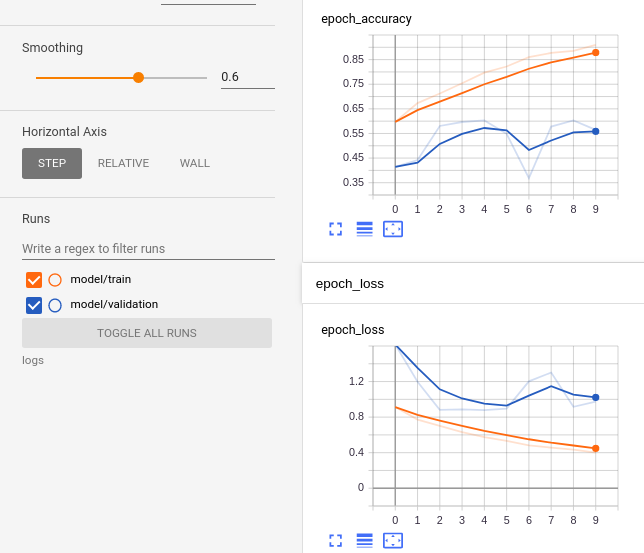 Smoothing
0.6
Horizontal Axis
STEP RELATIVE WALL
Runs
Write a regex to filter runs
model/train
model/validation
TOGGLE ALL RUNS
logs
epoch_accuracy
0.85
0.75
0.65
0.55
0.45
0.35
0 1 2 3 4 5 6 7 8 9
epoch_loss
epoch_loss
1.2
0.8
0.4
0
0 1 2 3 4 5 6 7 8 9